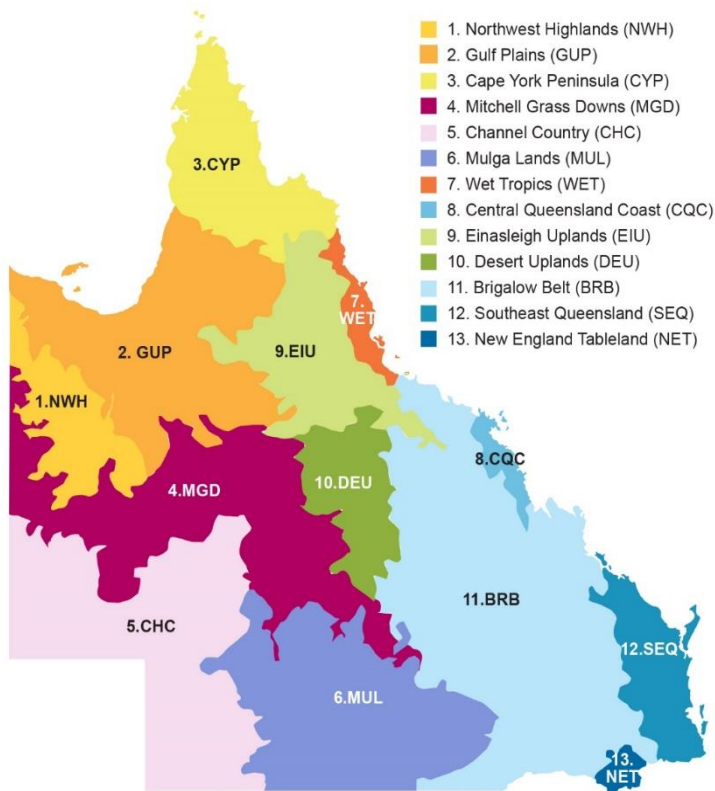 1. Northwest Highlands (NWH)
2. Gulf Plains (GUP)
3. Cape York Peninsula (CYP)
4. Mitchell Grass Downs (MGD)
5. Channel Country (CHC)
6. Mulga Lands (MUL)
7. Wet Tropics (WET)
8. Central Queensland Coast (CQC)
9. Einasleigh Uplands (EIU)
10. Desert Uplands (DEU)
11. Brigalow Belt (BRB)
12. Southeast Queensland (SEQ)
13. New England Tableland (NET)
3.CYP
7.
WET
2. GUP
9.EIU
1.NWH
8.CQC
10.DEU
4.MGD
11.BRB
5.CHC
12.SEQ
6.MUL
13.
NET